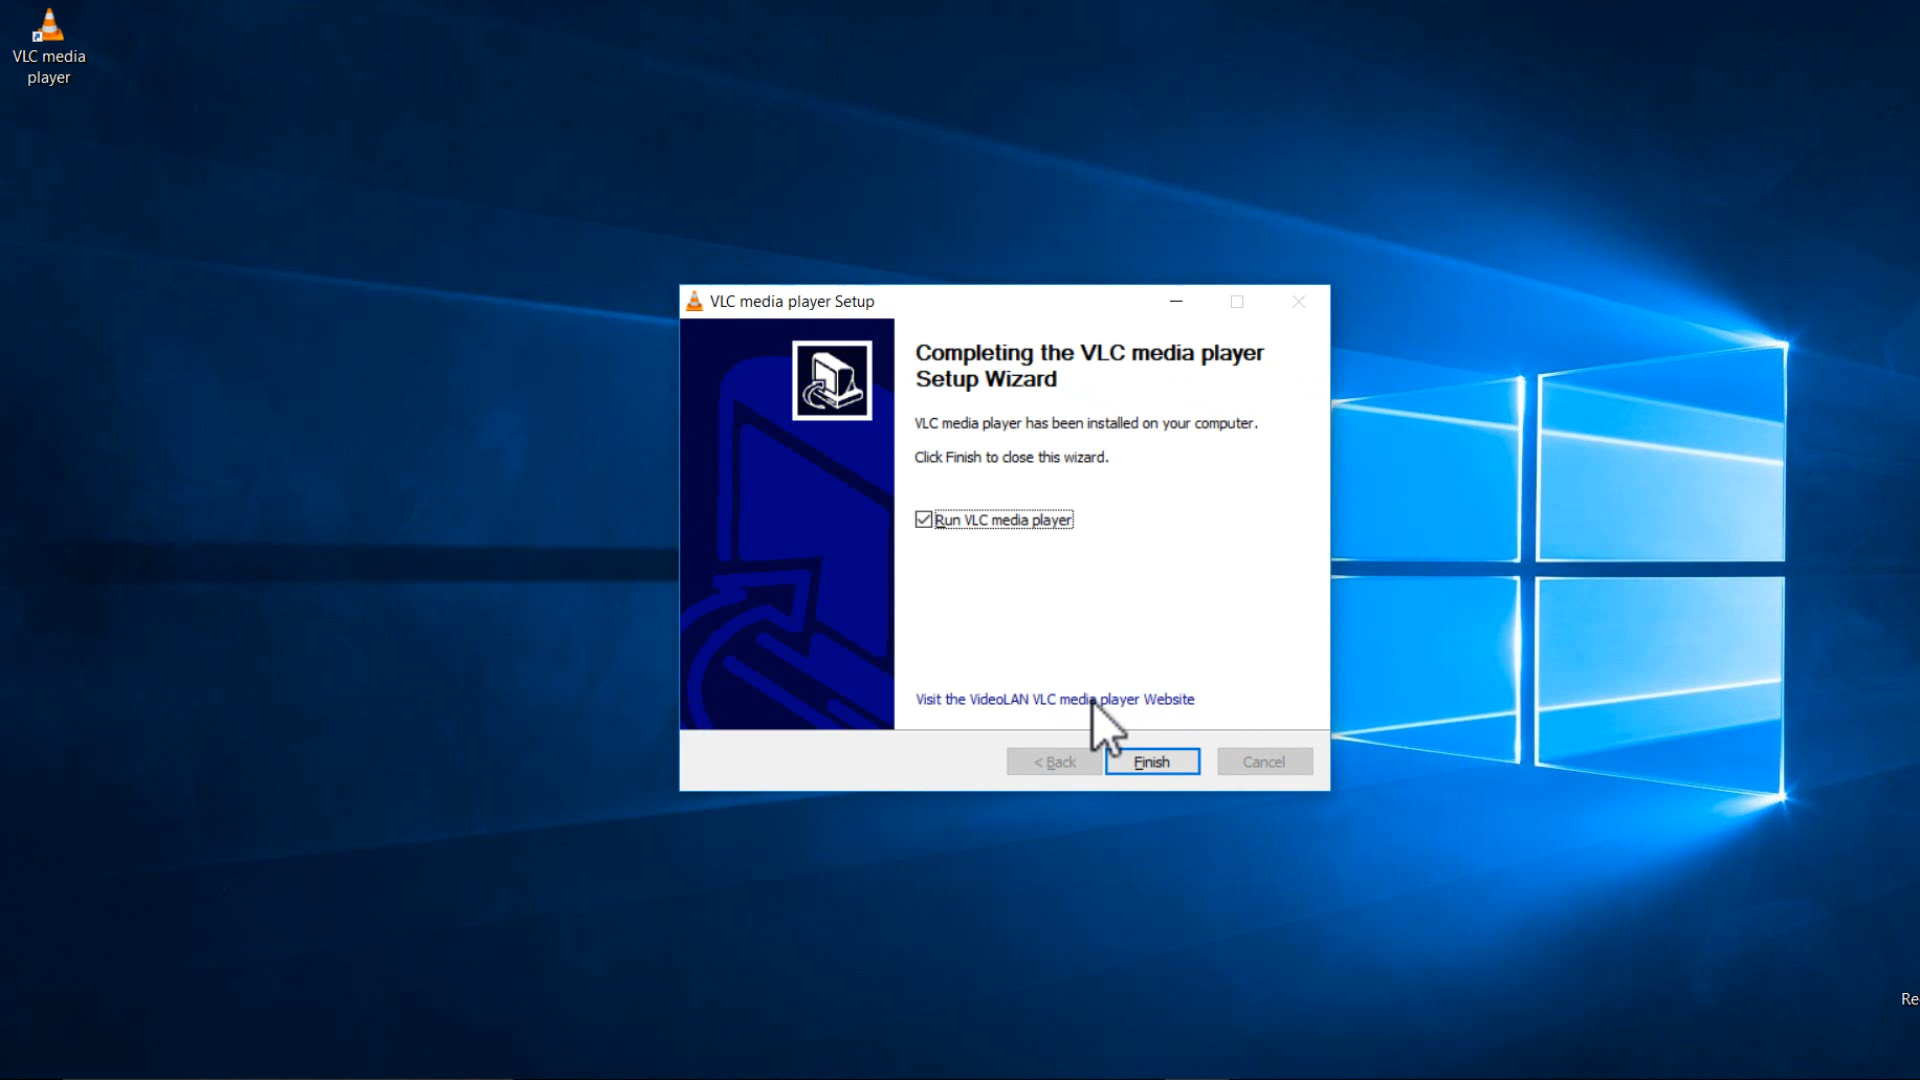 VLC media
player
VLC media player Setup
Completing the VLC media player
Setup Wizard
VLC media player has been installed on your computer.
Click Finish to close this wizard.
Run VLC media player
Visit the VideoLAN VLC media player Website
< Back
Finish
Cancel
Re